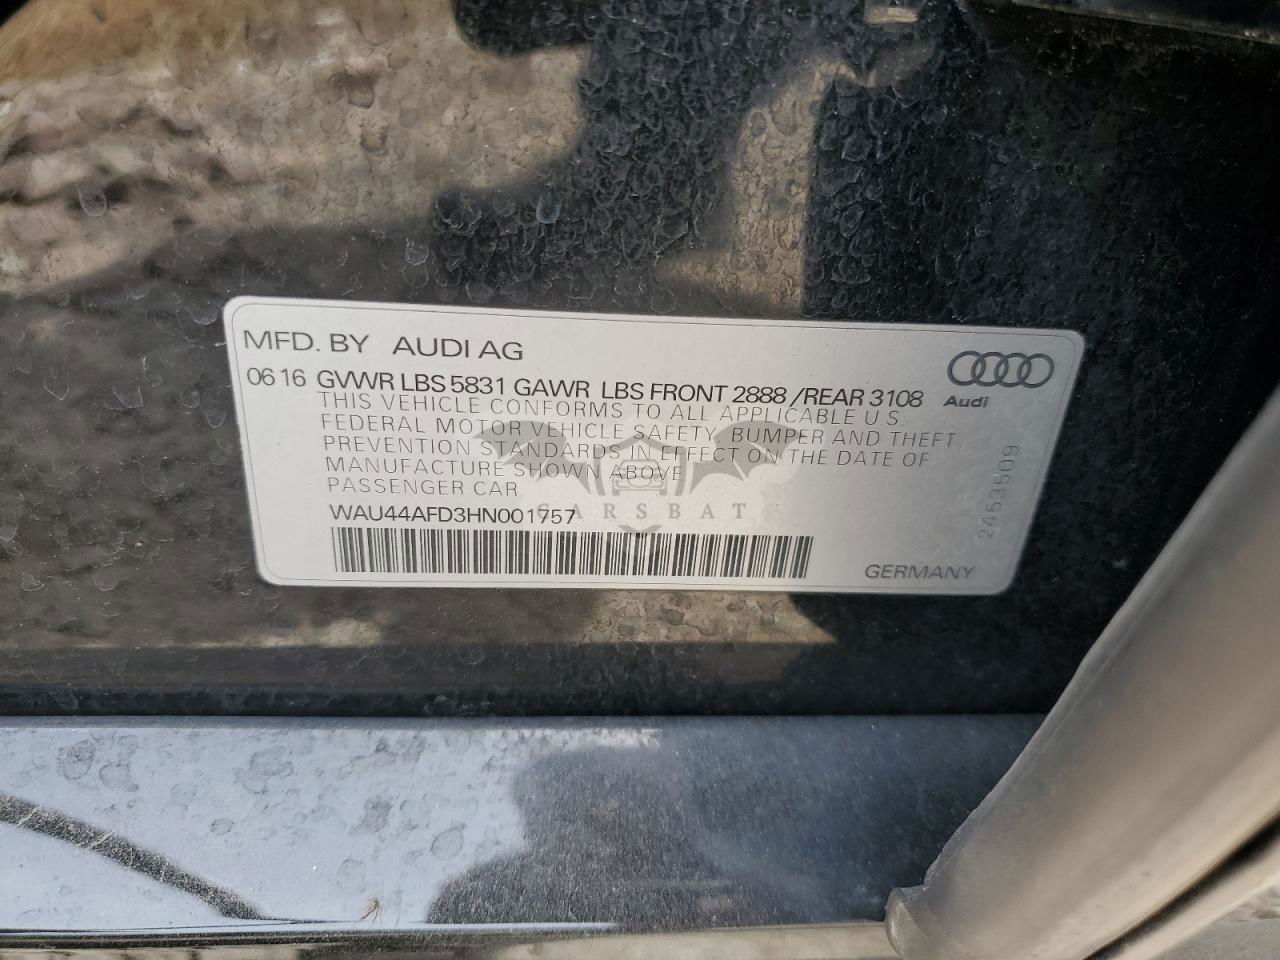 MFD. BY AUDI AG
06 16 GVWR LBS 5831 GAWR LBS FRONT 2888 /REAR 3108
Audi
THIS VEHICLE CONFORMS TO ALL APPLICABLE U.S.
FEDERAL MOTOR VEHICLE SAFETY, BUMPER AND THEFT
PREVENTION STANDARDS IN EFFECT ON THE DATE OF
MANUFACTURE SHOWN ABOVE
PASSENGER CAR
WAU44AFD3HN001757
CARSBAT
GERMANY
2453509